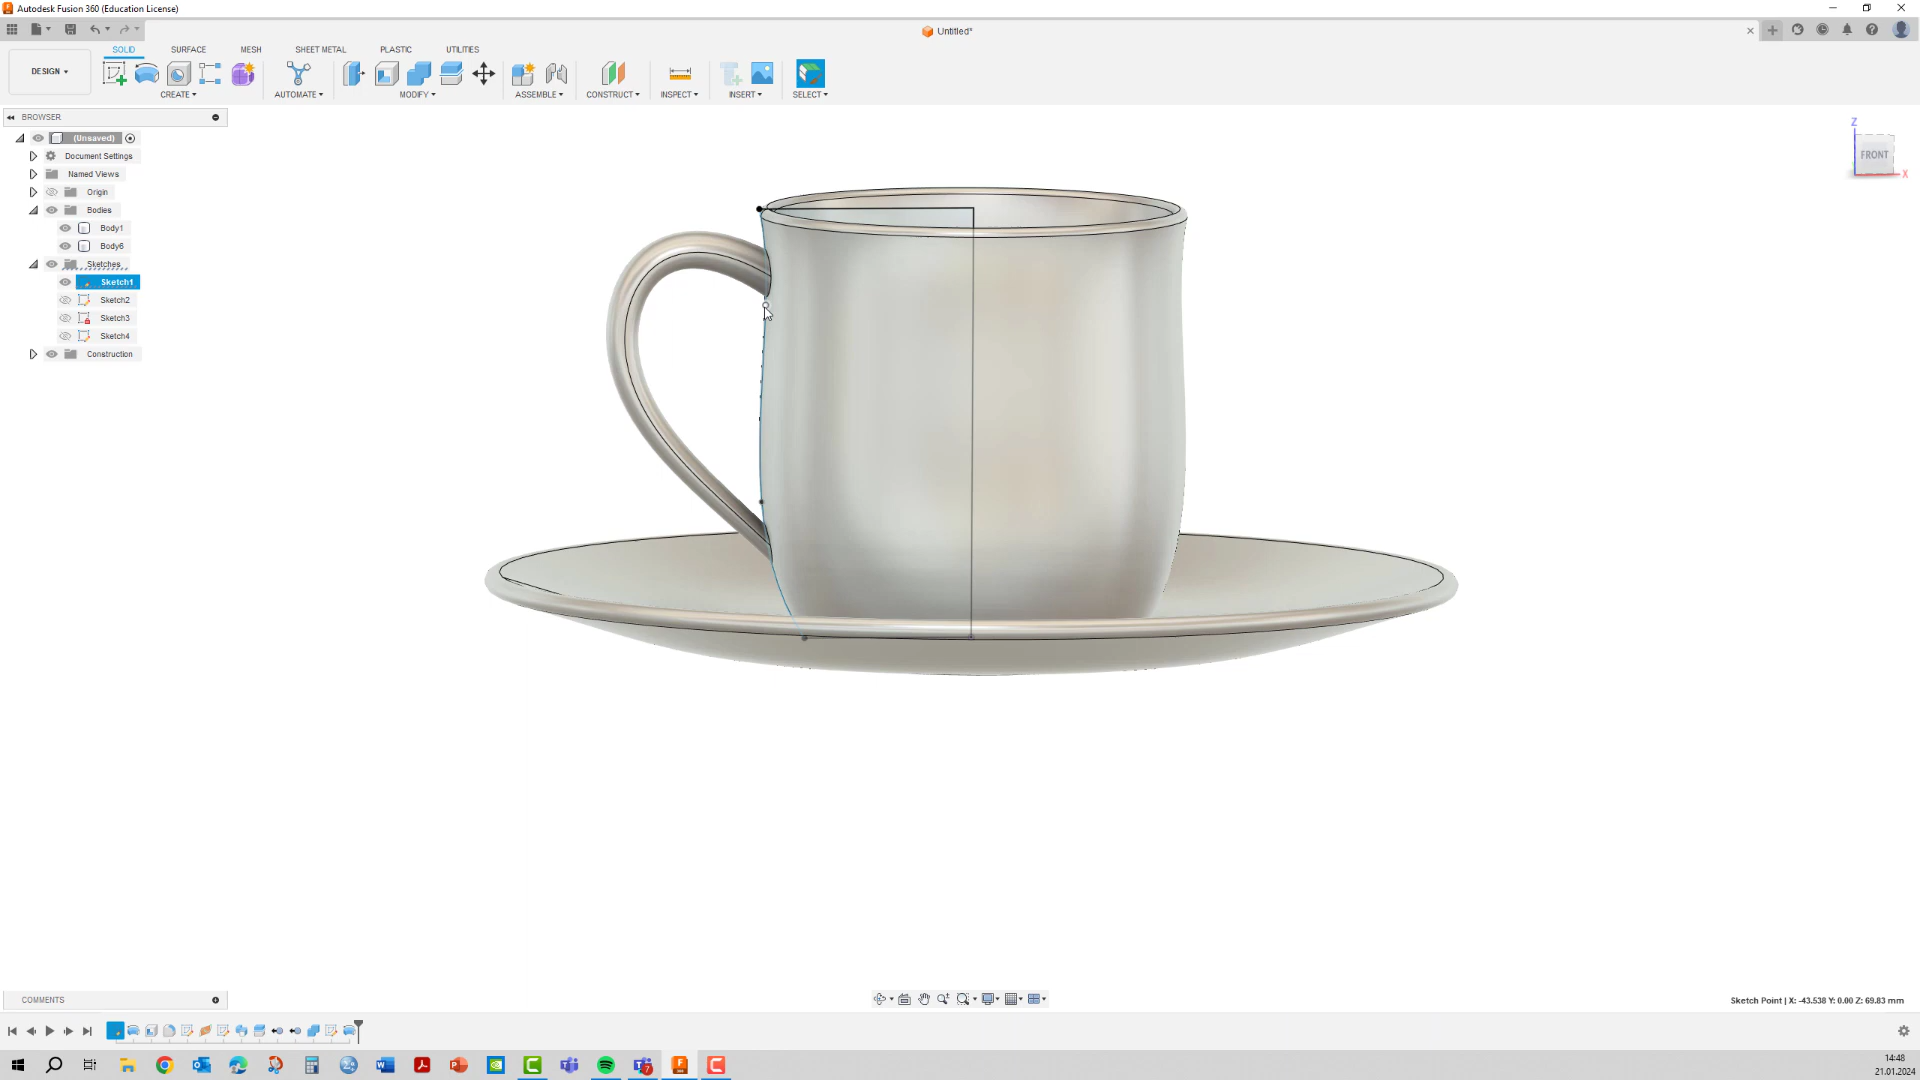 Autodesk Fusion 360 (Education License)
Untitled*
SOLID SURFACE MESH SHEET METAL PLASTIC UTILITIES
DESIGN
CREATE AUTOMATE MODIFY ASSEMBLE CONSTRUCT INSPECT INSERT SELECT
BROWSER
(Unsaved)
Document Settings
Named Views
Origin
Bodies
Body1
Body6
Sketches
Sketch1
Sketch2
Sketch3
Sketch4
Construction
Z
FRONT
X
COMMENTS
Sketch Point | X: -43.538 Y: 0.00 Z: 69.83 mm
14:48
21.01.2024